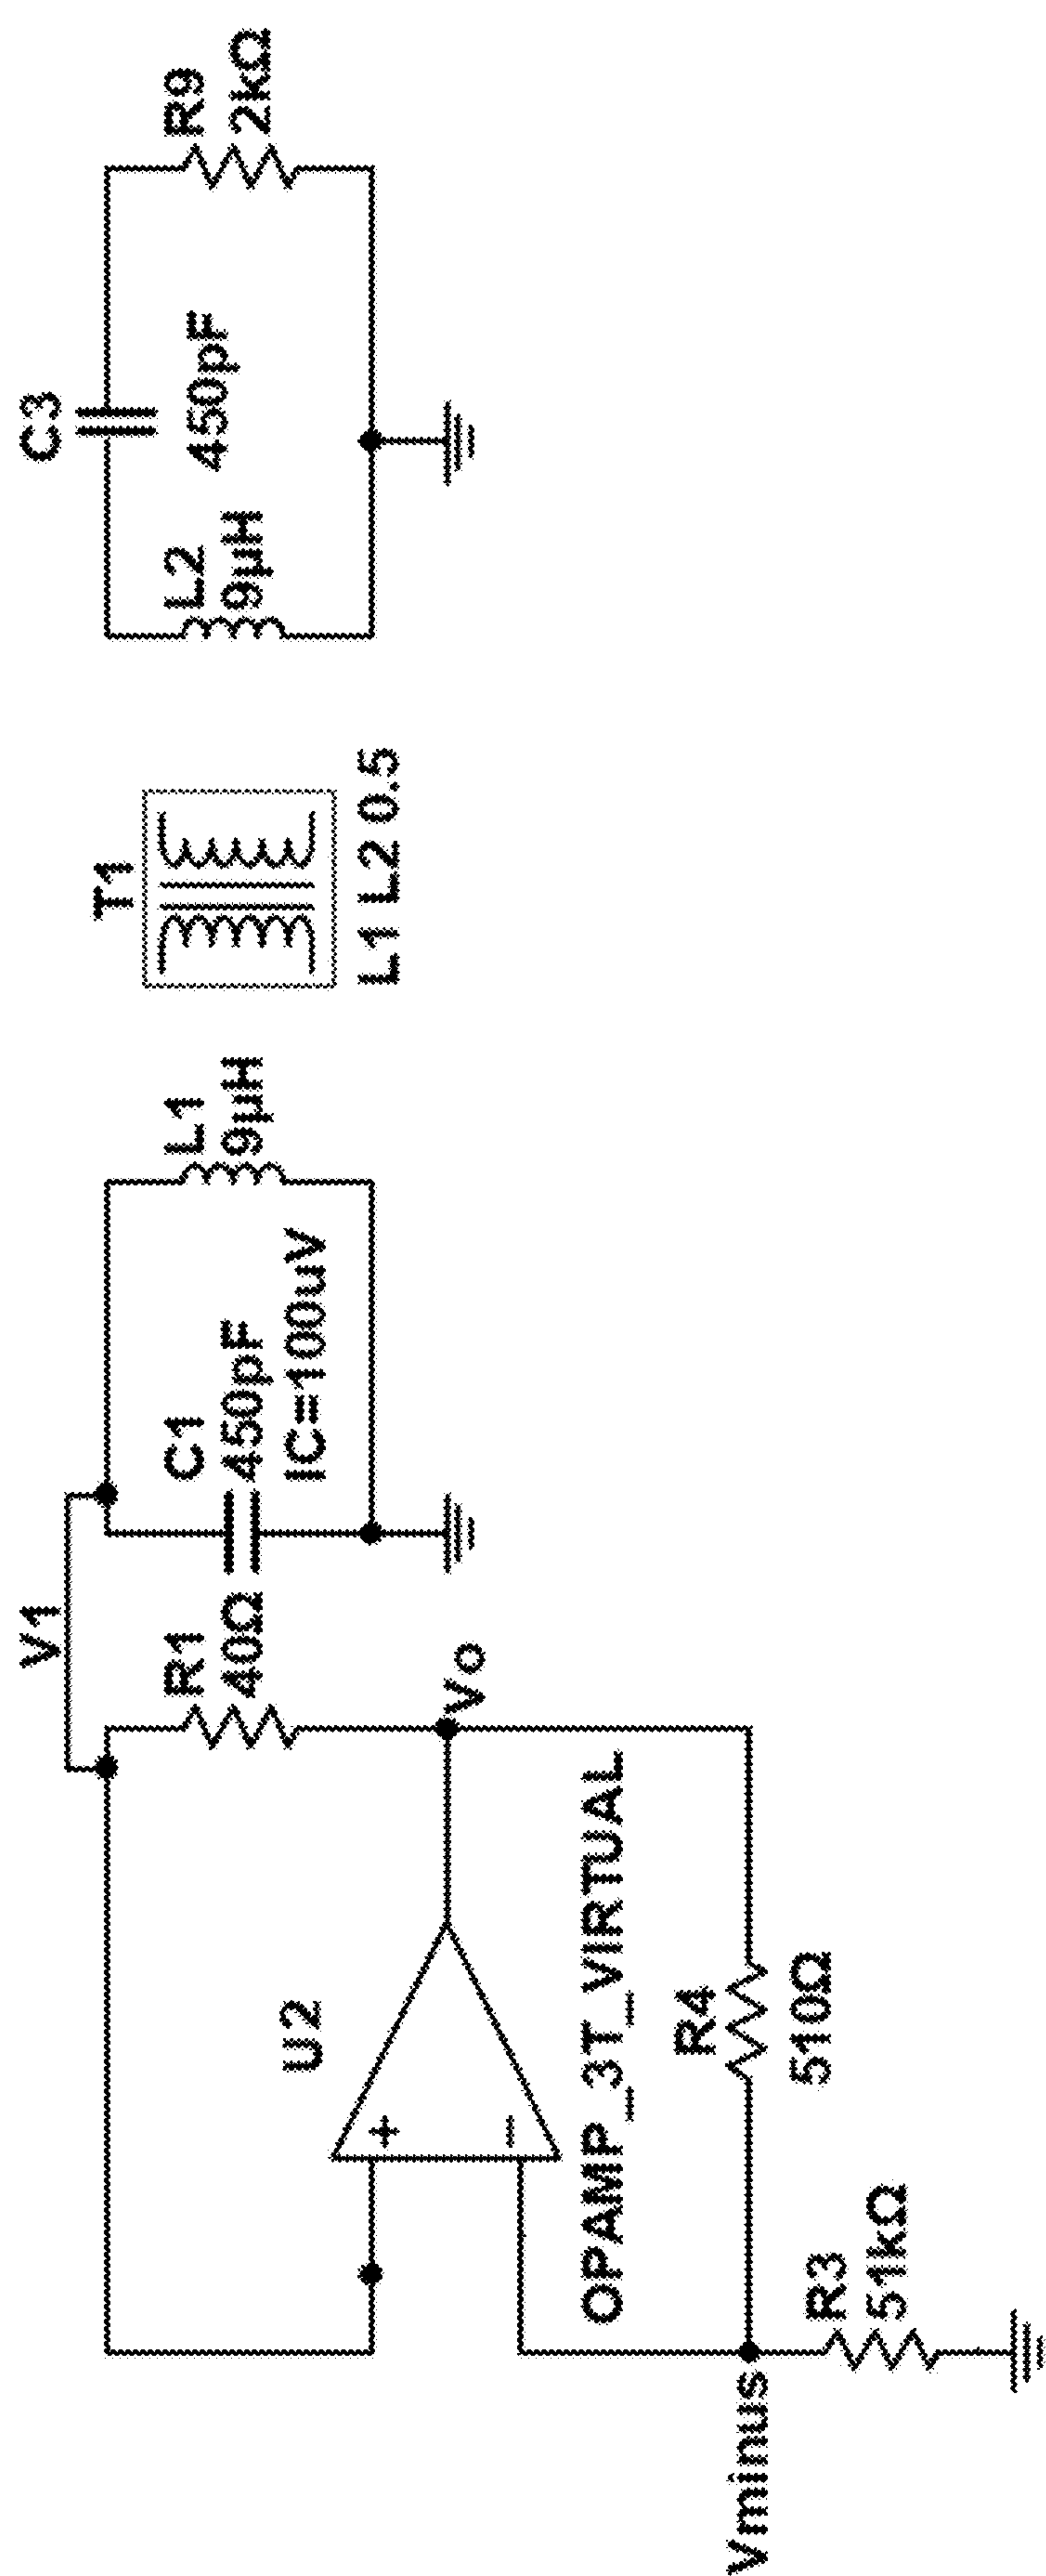 V1
R1
40Ω
C1
450pF
IC=100uV
L1
9µH
T1
L1 L2 0.5
L2
9µH
C3
450pF
R9
2kΩ
U2
+
−
OPAMP_3T_VIRTUAL
Vo
R4
510Ω
Vminus
R3
51kΩ